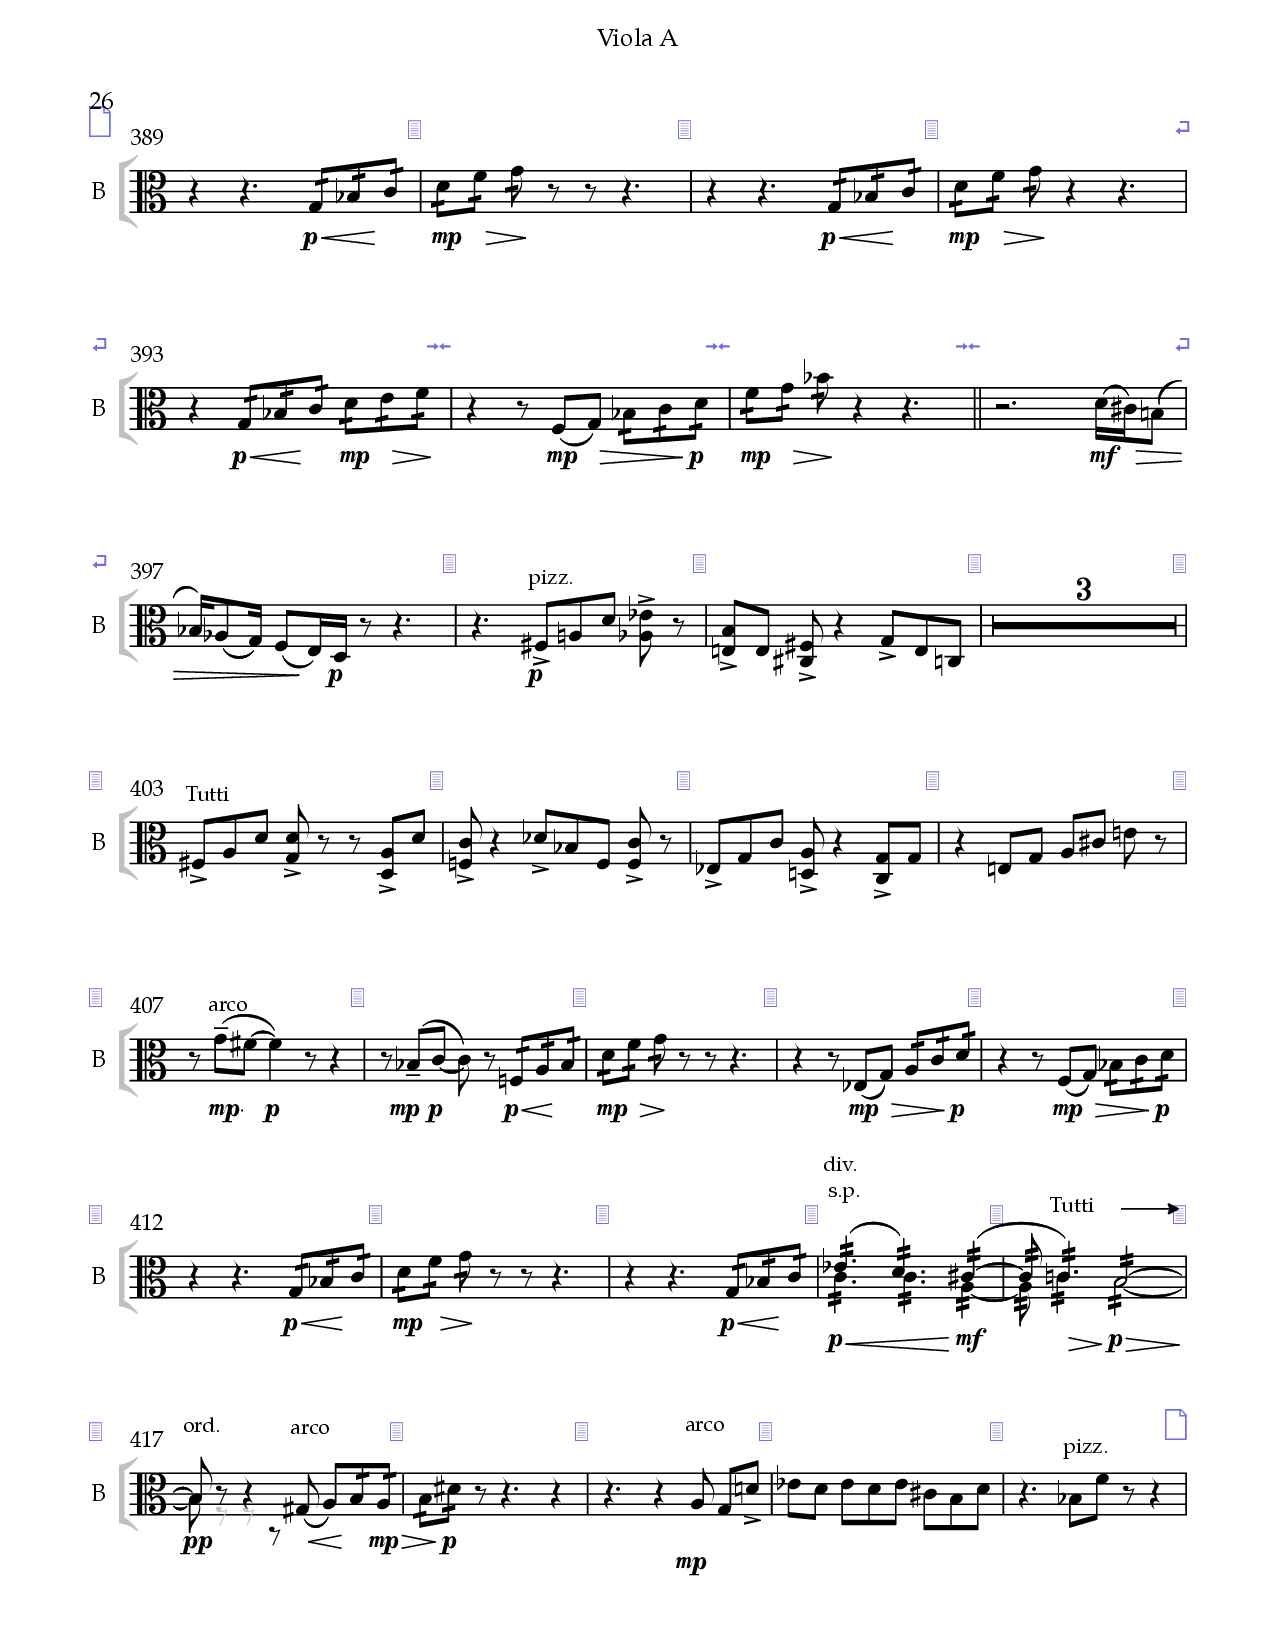 Viola A
26
389
B
p mp p mp
393
B
p mp mp p mp mf
397
pizz.
3
B
p p
403
Tutti
B
407
arco
B
mp. p mp p p mp mp p mp p
div.
s.p.
412
Tutti
B
p mp p p mf p
417
ord.
arco
arco
pizz.
B
pp mp p
mp